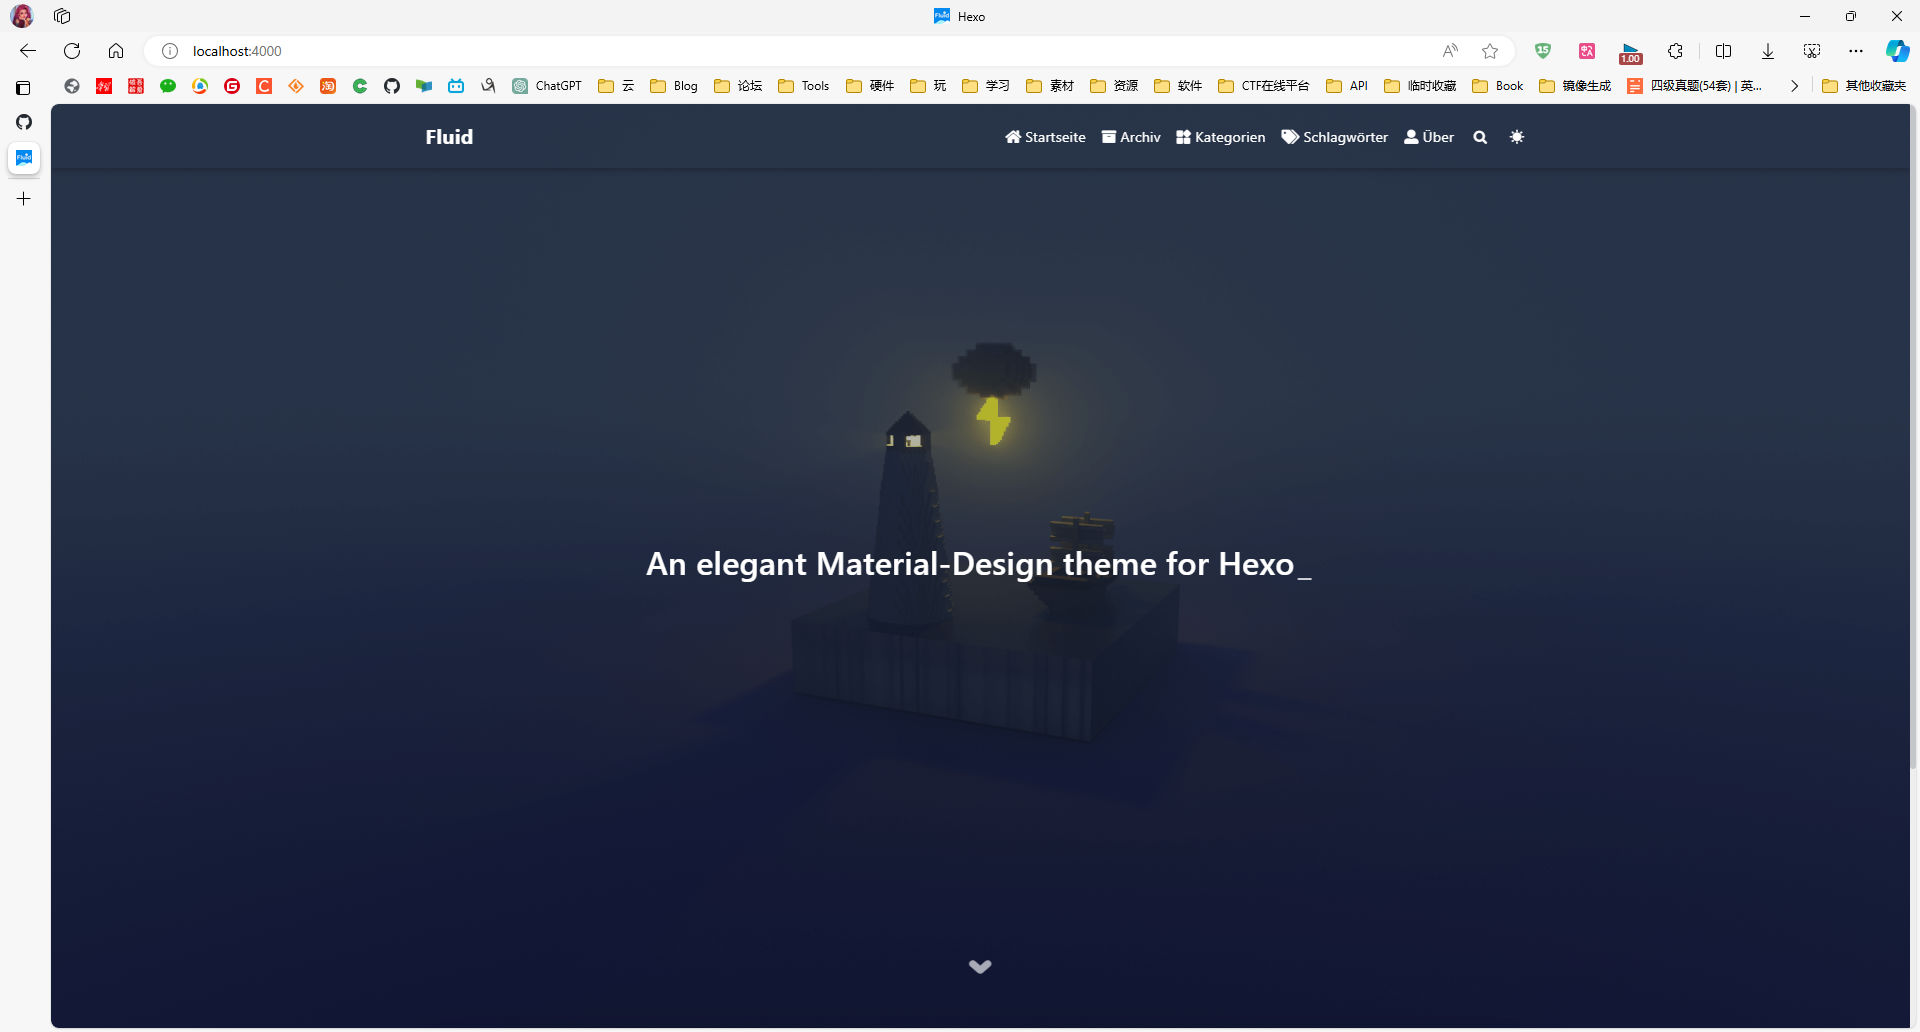 Hexo
localhost:4000
1.00
ChatGPT 云 Blog 论坛 Tools 硬件 玩 学习 素材 资源 软件 CTF在线平台 API 临时收藏 Book 镜像生成 四级真题(54套) | 英... 其他收藏夹
Fluid Startseite Archiv Kategorien Schlagwörter Über
An elegant Material-Design theme for Hexo_